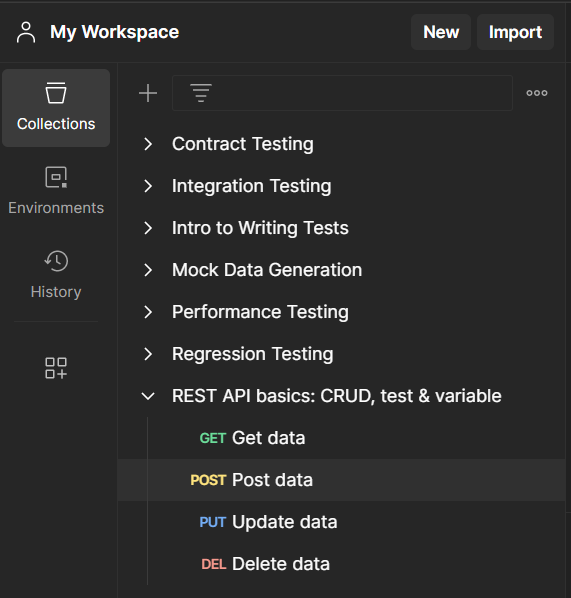 My Workspace
New
Import
Collections
Environments
History
Contract Testing
Integration Testing
Intro to Writing Tests
Mock Data Generation
Performance Testing
Regression Testing
REST API basics: CRUD, test & variable
GET Get data
POST Post data
PUT Update data
DEL Delete data